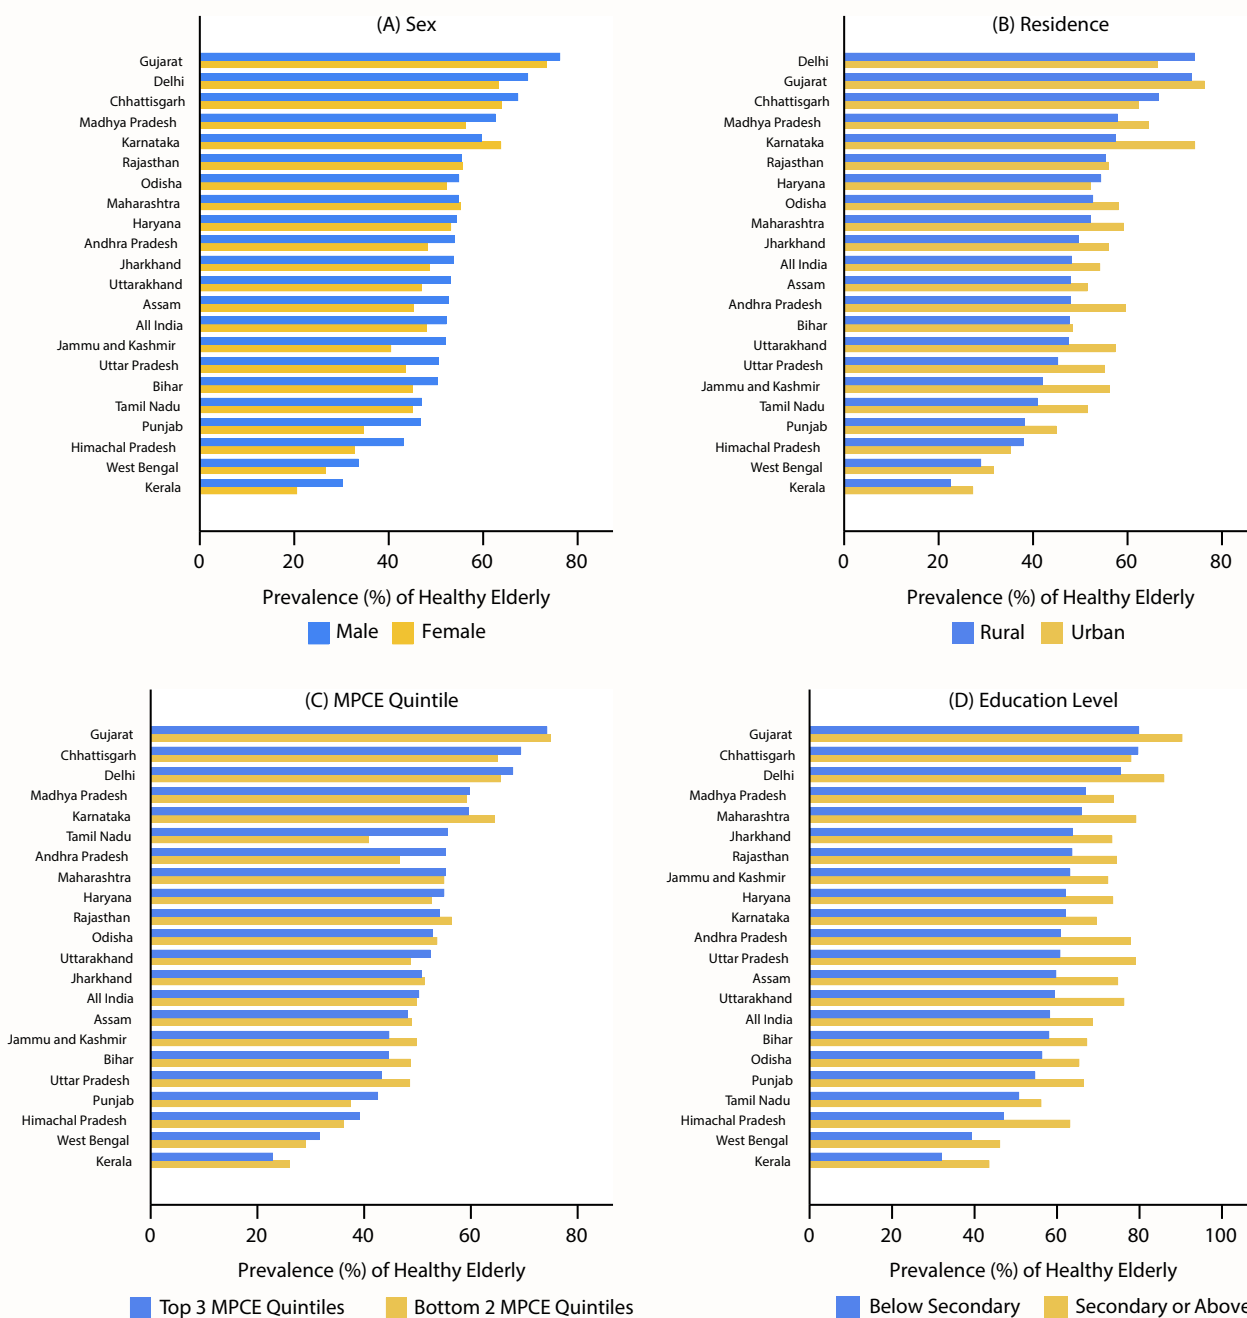 (A) Sex
Gujarat
Delhi
Chhattisgarh
Madhya Pradesh
Karnataka
Rajasthan
Odisha
Maharashtra
Haryana
Andhra Pradesh
Jharkhand
Uttarakhand
Assam
All India
Jammu and Kashmir
Uttar Pradesh
Bihar
Tamil Nadu
Punjab
Himachal Pradesh
West Bengal
Kerala
0 20 40 60 80
Prevalence (%) of Healthy Elderly
Male Female
(B) Residence
Delhi
Gujarat
Chhattisgarh
Madhya Pradesh
Karnataka
Rajasthan
Haryana
Odisha
Maharashtra
Jharkhand
All India
Assam
Andhra Pradesh
Bihar
Uttarakhand
Uttar Pradesh
Jammu and Kashmir
Tamil Nadu
Punjab
Himachal Pradesh
West Bengal
Kerala
0 20 40 60 80
Prevalence (%) of Healthy Elderly
Rural Urban
(C) MPCE Quintile
Gujarat
Chhattisgarh
Delhi
Madhya Pradesh
Karnataka
Tamil Nadu
Andhra Pradesh
Maharashtra
Haryana
Rajasthan
Odisha
Uttarakhand
Jharkhand
All India
Assam
Jammu and Kashmir
Bihar
Uttar Pradesh
Punjab
Himachal Pradesh
West Bengal
Kerala
0 20 40 60 80
Prevalence (%) of Healthy Elderly
Top 3 MPCE Quintiles Bottom 2 MPCE Quintiles
(D) Education Level
Gujarat
Chhattisgarh
Delhi
Madhya Pradesh
Maharashtra
Jharkhand
Rajasthan
Jammu and Kashmir
Haryana
Karnataka
Andhra Pradesh
Uttar Pradesh
Assam
Uttarakhand
All India
Bihar
Odisha
Punjab
Tamil Nadu
Himachal Pradesh
West Bengal
Kerala
0 20 40 60 80 100
Prevalence (%) of Healthy Elderly
Below Secondary Secondary or Above